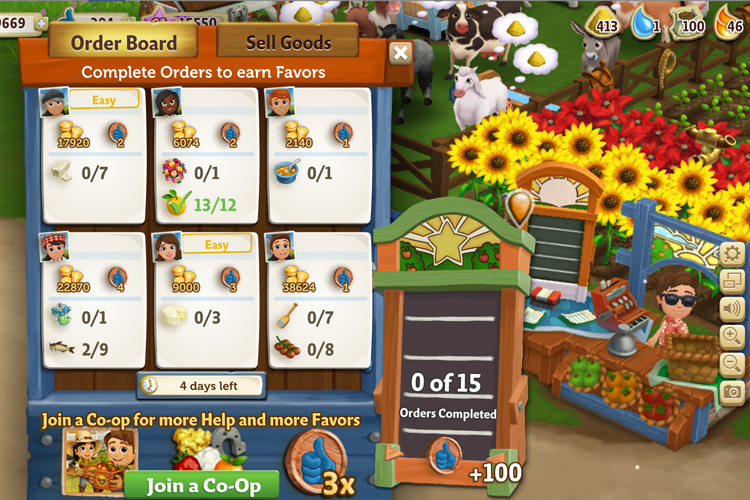 9669
204
15550
413
1
100
46
Order Board
Sell Goods
Complete Orders to earn Favors
Easy
17920
2
0/7
6074
2
0/1
13/12
2140
1
0/1
22870
4
0/1
2/9
Easy
9000
3
0/3
38624
1
0/7
0/8
4 days left
0 of 15
Orders Completed
+100
Join a Co-op for more Help and more Favors
Join a Co-Op
3x